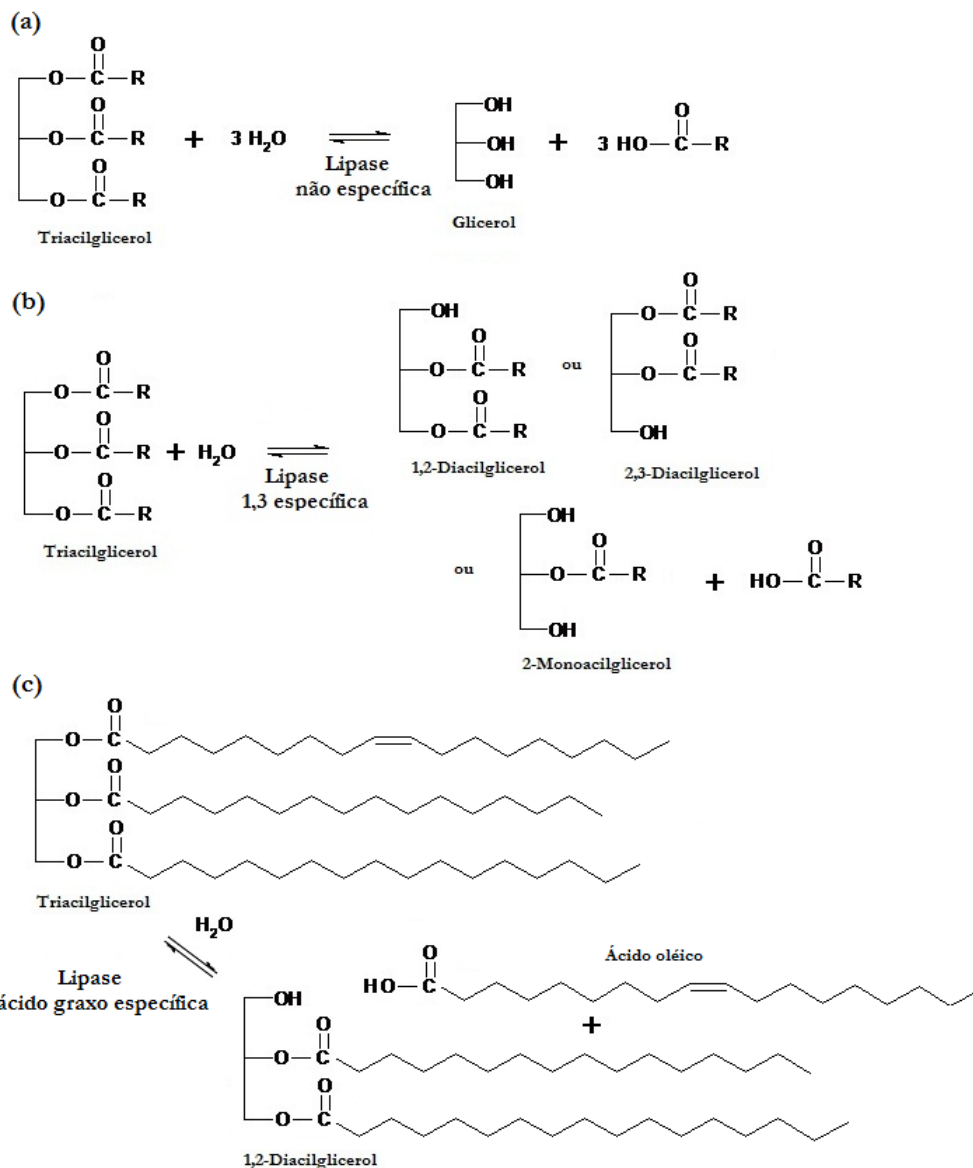 (a)
O
O—C—R
O
O—C—R + 3 H₂O
O
O—C—R
Triacilglicerol
Lipase
não específica
OH
OH
OH
Glicerol
+ 3 HO—C—R
O
(b)
O
O—C—R
O
O—C—R + H₂O
O
O—C—R
Triacilglicerol
Lipase
1,3 específica
OH
O
O—C—R
O
O—C—R
1,2-Diacilglicerol
ou
O
O—C—R
O
O—C—R
OH
2,3-Diacilglicerol
ou
OH
O
O—C—R
OH
2-Monoacilglicerol
+
O
HO—C—R
(c)
O
O—C
O
O—C
O
O—C
Triacilglicerol
H₂O
Lipase
ácido graxo específica
Ácido oléico
O
HO—C
+
OH
O
O—C
O
O—C
1,2-Diacilglicerol